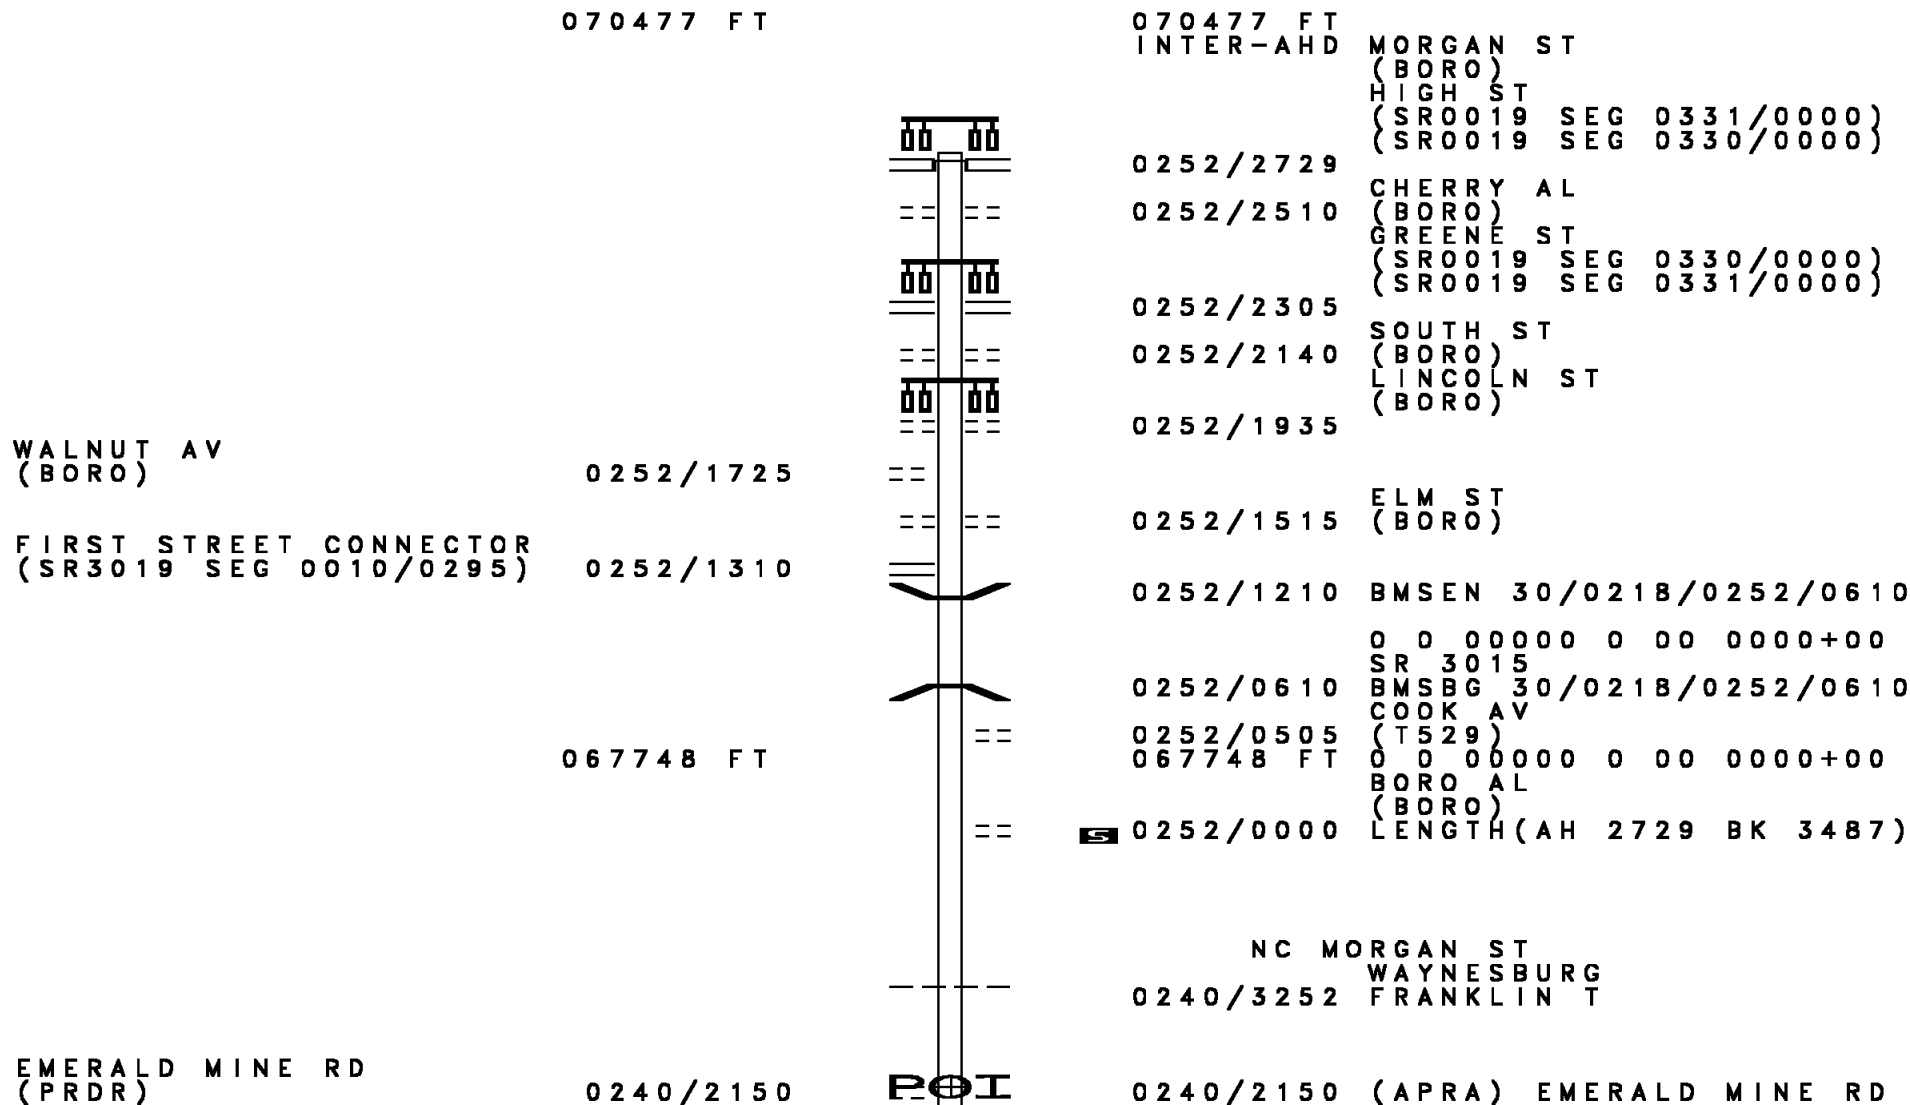 070477 FT 070477 FT
INTER-AHD MORGAN ST
(BORO)
HIGH ST
(SR0019 SEG 0331/0000)
(SR0019 SEG 0330/0000)
0252/2729
CHERRY AL
0252/2510 (BORO)
GREENE ST
(SR0019 SEG 0330/0000)
(SR0019 SEG 0331/0000)
0252/2305
SOUTH ST
0252/2140 (BORO)
LINCOLN ST
(BORO)
0252/1935
WALNUT AV
(BORO) 0252/1725
ELM ST
0252/1515 (BORO)
FIRST STREET CONNECTOR
(SR3019 SEG 0010/0295) 0252/1310
0252/1210 BMSEN 30/0218/0252/0610
0 0 00000 0 00 0000+00
SR 3015
0252/0610 BMSBG 30/0218/0252/0610
COOK AV
0252/0505 (T529)
067748 FT 067748 FT 0 0 00000 0 00 0000+00
BORO AL
(BORO)
S 0252/0000 LENGTH(AH 2729 BK 3487)
NC MORGAN ST
WAYNESBURG
0240/3252 FRANKLIN T
EMERALD MINE RD
(PRDR) 0240/2150 POI 0240/2150 (APRA) EMERALD MINE RD